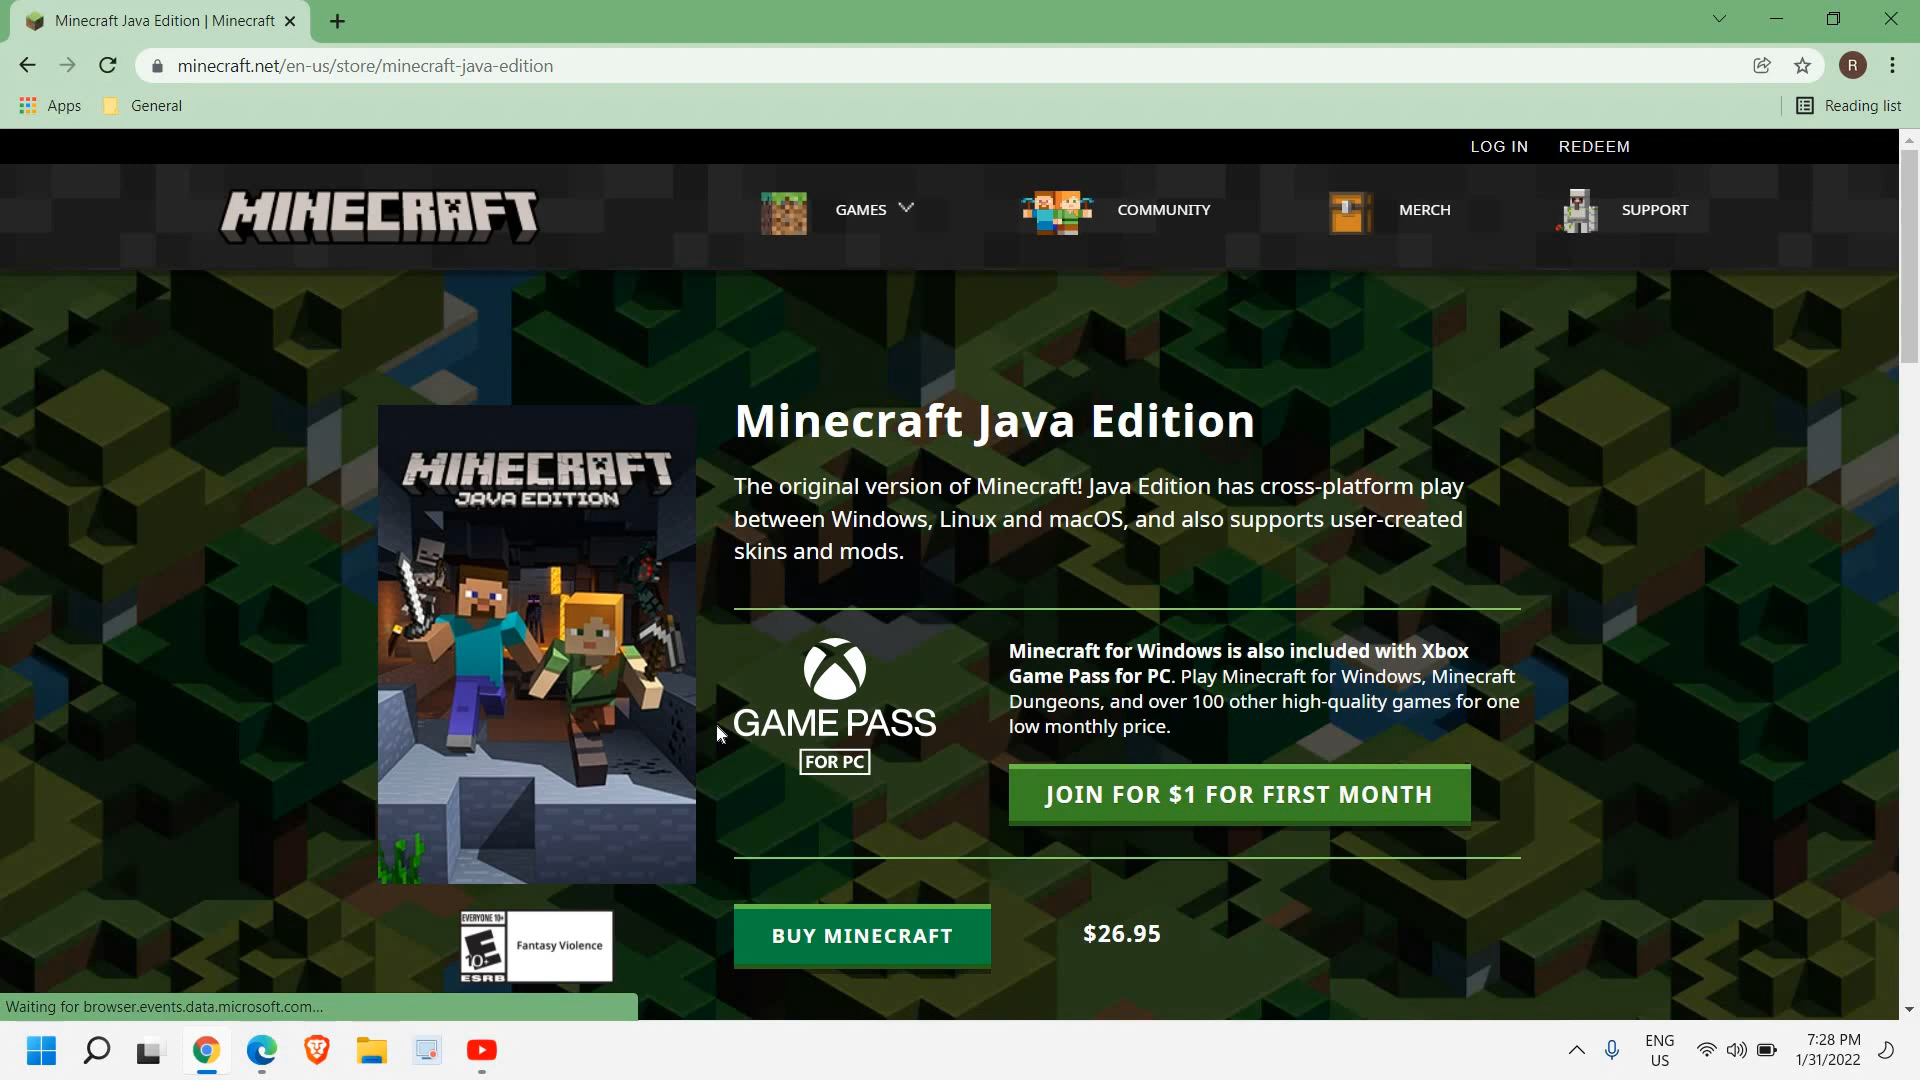 Minecraft Java Edition | Minecraft
minecraft.net/en-us/store/minecraft-java-edition
R
Apps
General
Reading list
LOG IN
REDEEM
MINECRAFT
GAMES
COMMUNITY
MERCH
SUPPORT
Minecraft Java Edition
The original version of Minecraft! Java Edition has cross-platform play
between Windows, Linux and macOS, and also supports user-created
skins and mods.
MINECRAFT
JAVA EDITION
GAME PASS
FOR PC
Minecraft for Windows is also included with Xbox
Game Pass for PC. Play Minecraft for Windows, Minecraft
Dungeons, and over 100 other high-quality games for one
low monthly price.
JOIN FOR $1 FOR FIRST MONTH
BUY MINECRAFT
$26.95
EVERYONE 10+
E
10+
ESRB
Fantasy Violence
Waiting for browser.events.data.microsoft.com...
ENG
US
7:28 PM
1/31/2022